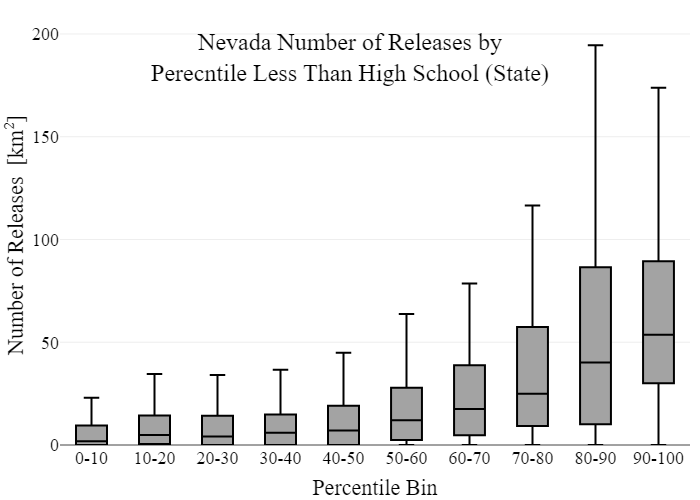 Nevada Number of Releases by
Perecntile Less Than High School (State)
Number of Releases [km²]
200
150
100
50
0
0-10 10-20 20-30 30-40 40-50 50-60 60-70 70-80 80-90 90-100
Percentile Bin